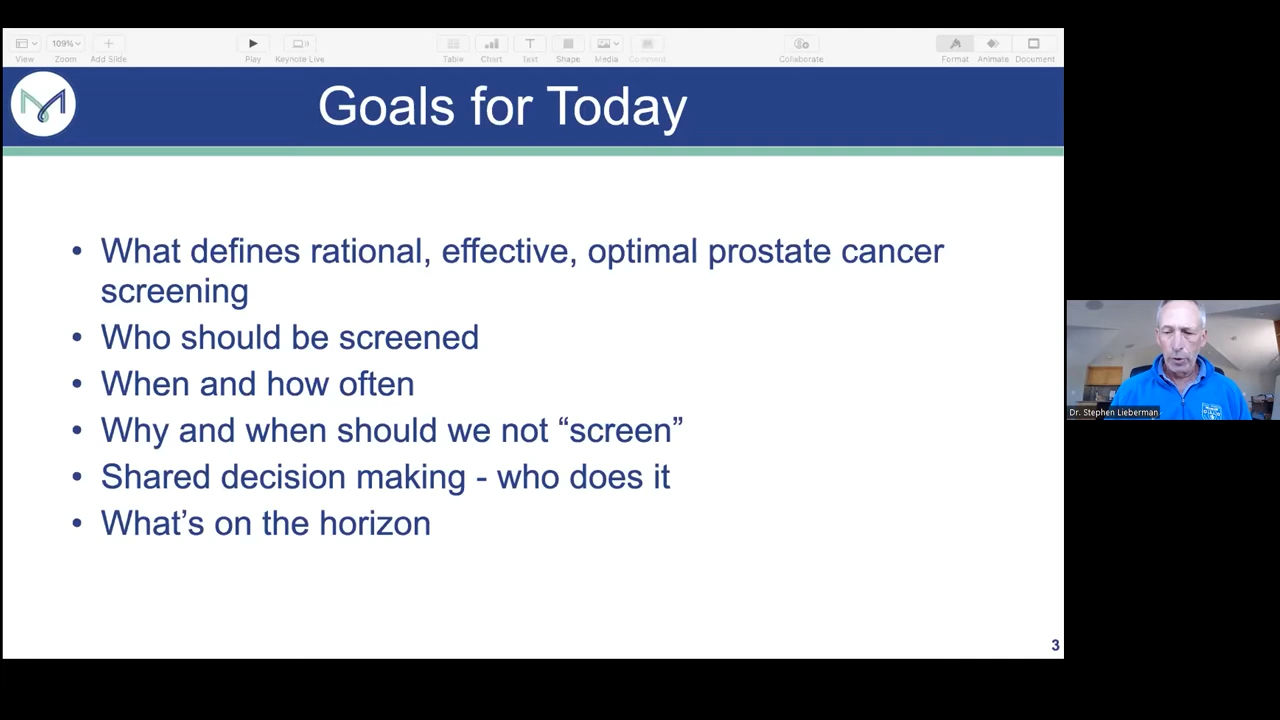 View
109%
Zoom
Add Slide
Play
Keynote Live
Table
Chart
Text
Shape
Media
Comment
Collaborate
Format
Animate
Document
Goals for Today
• What defines rational, effective, optimal prostate cancer
screening
• Who should be screened
• When and how often
• Why and when should we not “screen”
• Shared decision making - who does it
• What’s on the horizon
3
Dr. Stephen Lieberman